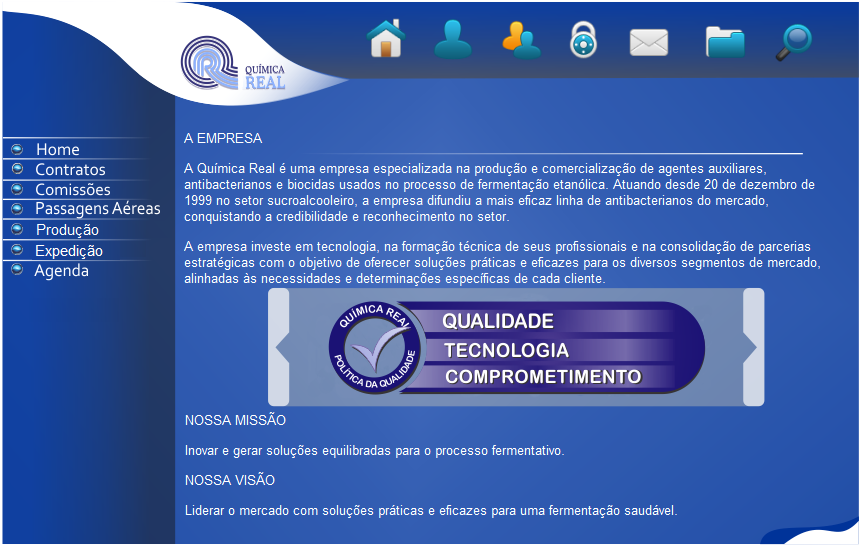 QUÍMICA
REAL
Home
Contratos
Comissões
Passagens Aéreas
Produção
Expedição
Agenda
A EMPRESA
A Química Real é uma empresa especializada na produção e comercialização de agentes auxiliares,
antibacterianos e biocidas usados no processo de fermentação etanólica. Atuando desde 20 de dezembro de
1999 no setor sucroalcooleiro, a empresa difundiu a mais eficaz linha de antibacterianos do mercado,
conquistando a credibilidade e reconhecimento no setor.
A empresa investe em tecnologia, na formação técnica de seus profissionais e na consolidação de parcerias
estratégicas com o objetivo de oferecer soluções práticas e eficazes para os diversos segmentos de mercado,
alinhadas às necessidades e determinações específicas de cada cliente.
QUÍMICA REAL
POLÍTICA DA QUALIDADE
QUALIDADE
TECNOLOGIA
COMPROMETIMENTO
NOSSA MISSÃO
Inovar e gerar soluções equilibradas para o processo fermentativo.
NOSSA VISÃO
Liderar o mercado com soluções práticas e eficazes para uma fermentação saudável.